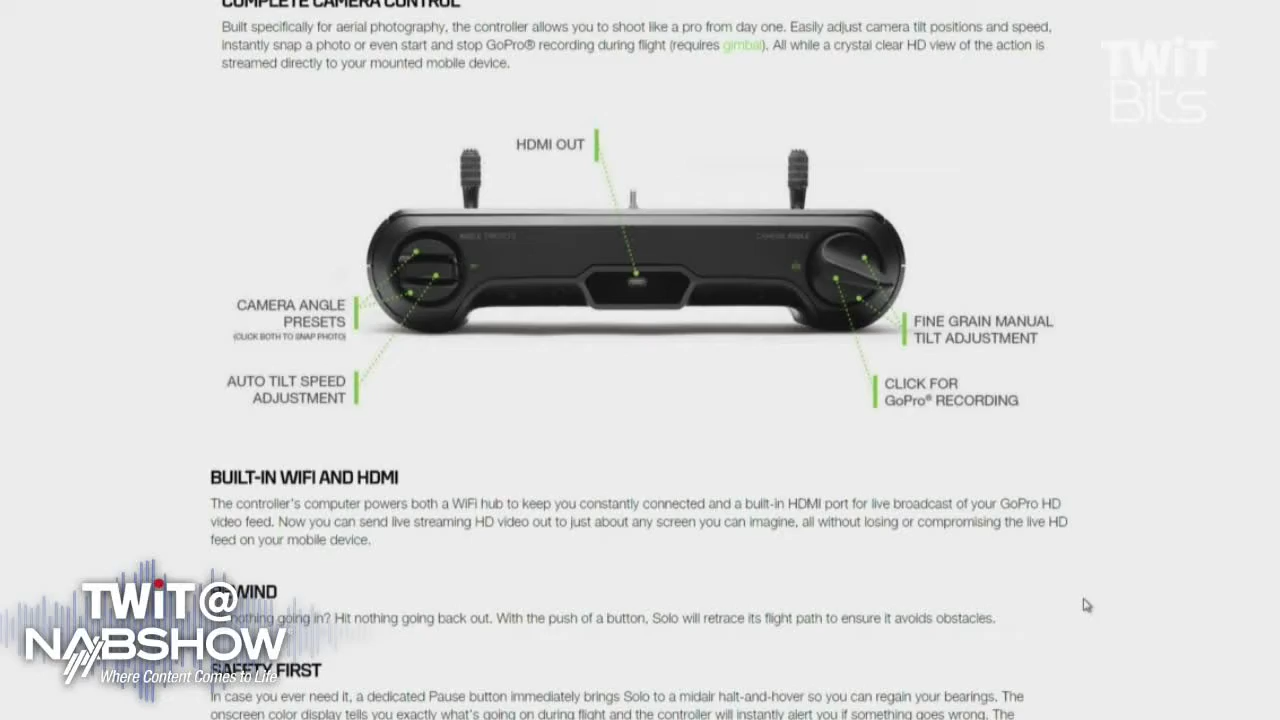 COMPLETE CAMERA CONTROL
Built specifically for aerial photography, the controller allows you to shoot like a pro from day one. Easily adjust camera tilt positions and speed,
instantly snap a photo or even start and stop GoPro® recording during flight (requires gimbal). All while a crystal clear HD view of the action is
streamed directly to your mounted mobile device.
TWiT
Bits
HDMI OUT
ANGLE PRESETS
CAMERA ANGLE
CAMERA ANGLE
PRESETS
(CLICK BOTH TO SNAP PHOTO)
FINE GRAIN MANUAL
TILT ADJUSTMENT
AUTO TILT SPEED
ADJUSTMENT
CLICK FOR
GoPro® RECORDING
BUILT-IN WIFI AND HDMI
The controller's computer powers both a WiFi hub to keep you constantly connected and a built-in HDMI port for live broadcast of your GoPro HD
video feed. Now you can send live streaming HD video out to just about any screen you can imagine, all without losing or compromising the live HD
feed on your mobile device.
WIND
nothing going in? Hit nothing going back out. With the push of a button, Solo will retrace its flight path to ensure it avoids obstacles.
TWiT @
NABSHOW
Where Content Comes to Life
SAFETY FIRST
In case you ever need it, a dedicated Pause button immediately brings Solo to a midair halt-and-hover so you can regain your bearings. The
onscreen color display tells you exactly what's going on during flight and the controller will instantly alert you if something goes wrong. The